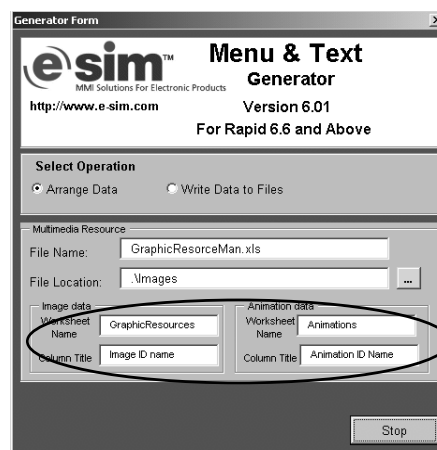 Generator Form
e·sim™
MMI Solutions For Electronic Products
http://www.e-sim.com
Menu & Text
Generator
Version 6.01
For Rapid 6.6 and Above
Select Operation
Arrange Data
Write Data to Files
Multimedia Resource
File Name:
GraphicResorceMan.xls
File Location:
.\Images
...
Image data
Worksheet
Name
GraphicResources
Column Title
Image ID name
Animation data
Worksheet
Name
Animations
Column Title
Animation ID Name
Stop